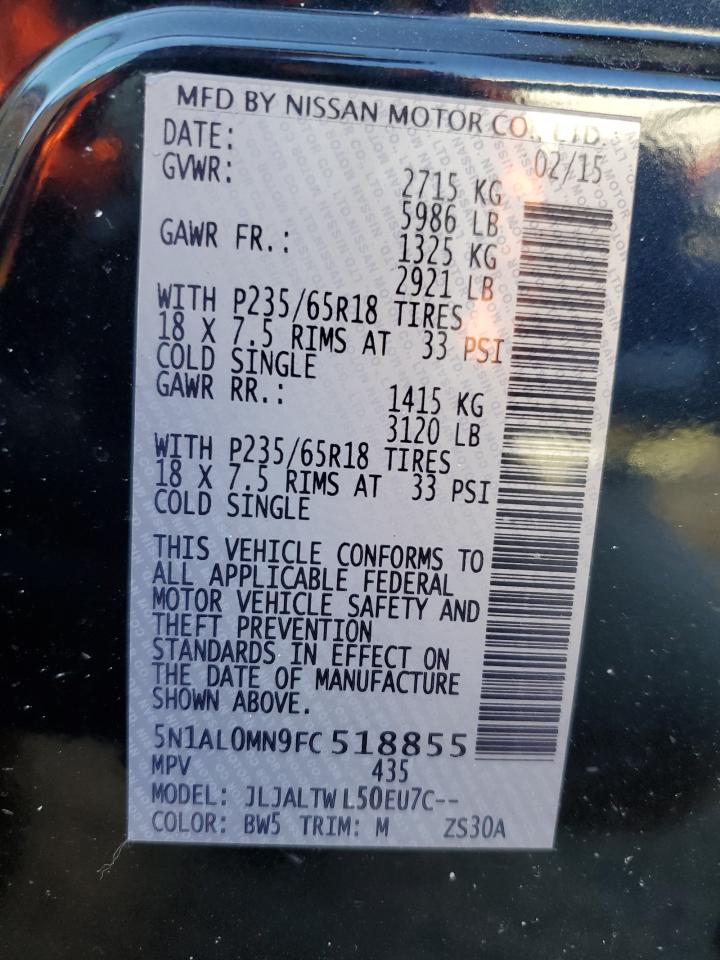 MFD BY NISSAN MOTOR CO., LTD.
DATE: 02/15
GVWR: 2715 KG
5986 LB
GAWR FR.: 1325 KG
2921 LB
WITH P235/65R18 TIRES
18 X 7.5 RIMS AT 33 PSI
COLD SINGLE
GAWR RR.: 1415 KG
3120 LB
WITH P235/65R18 TIRES
18 X 7.5 RIMS AT 33 PSI
COLD SINGLE
THIS VEHICLE CONFORMS TO
ALL APPLICABLE FEDERAL
MOTOR VEHICLE SAFETY AND
THEFT PREVENTION
STANDARDS IN EFFECT ON
THE DATE OF MANUFACTURE
SHOWN ABOVE.
5N1AL0MN9FC518855
MPV 435
MODEL: JLJALTWL50EU7C--
COLOR: BW5 TRIM: M ZS30A